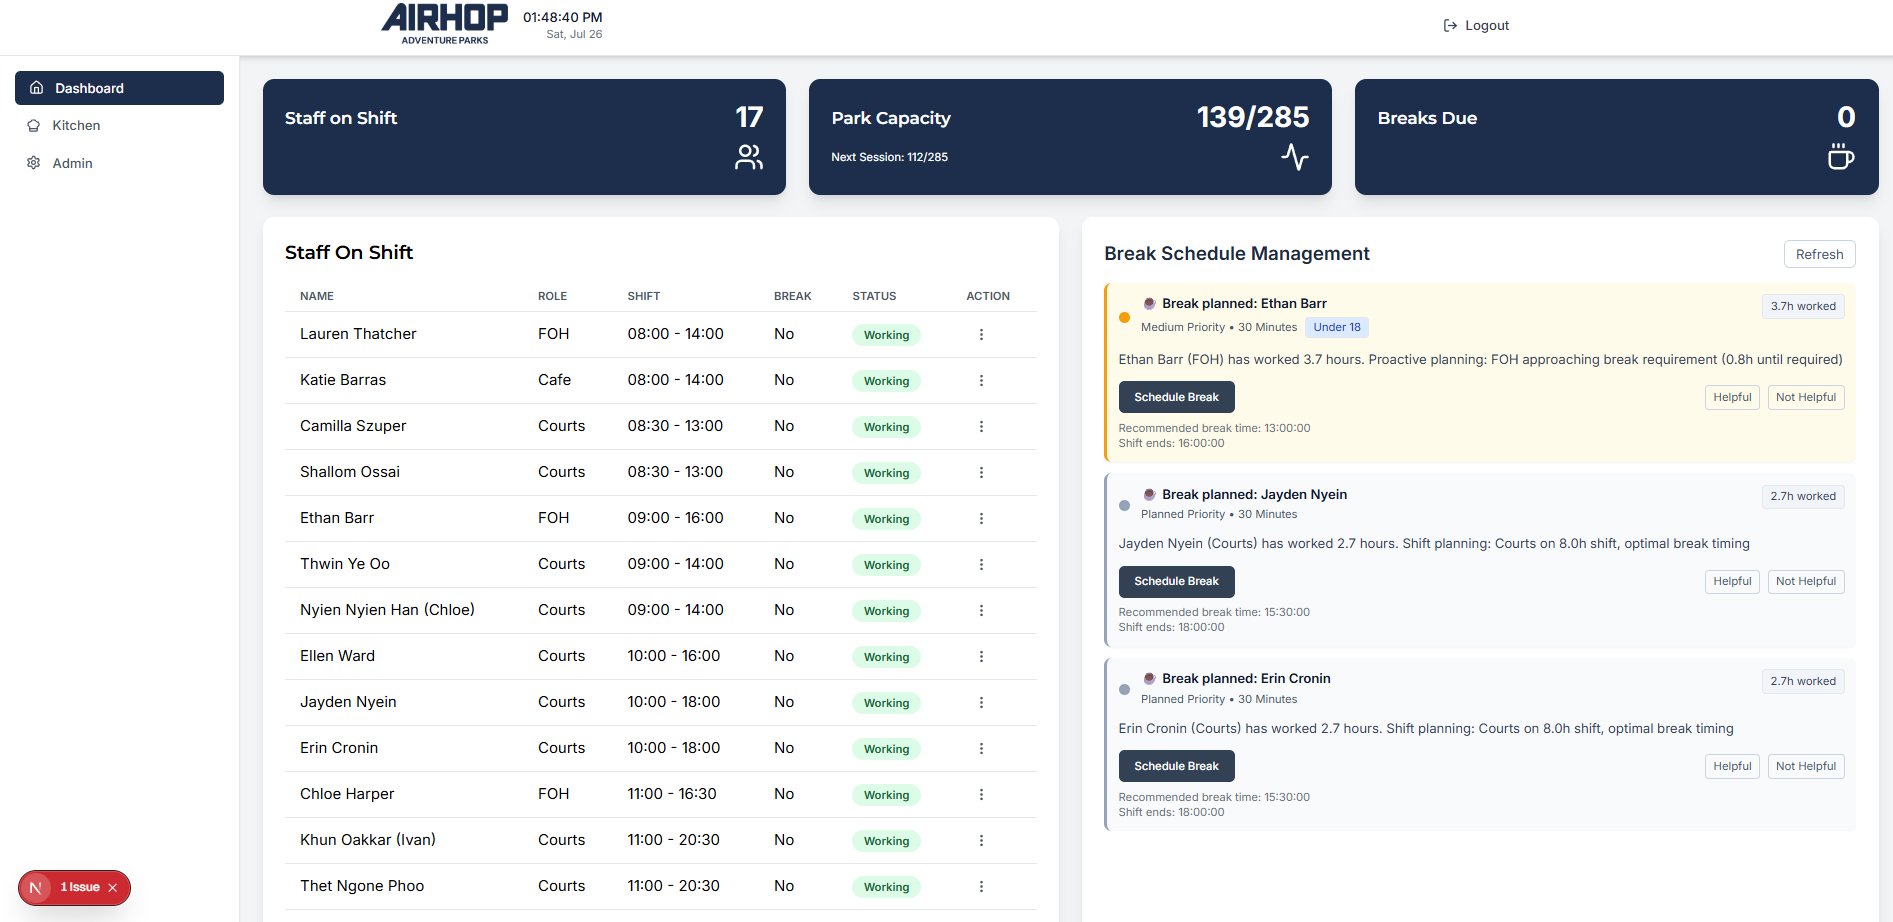 AIRHOP
ADVENTURE PARKS
01:48:40 PM
Sat, Jul 26
Logout
Dashboard
Kitchen
Admin
Staff on Shift
17
Park Capacity
139/285
Next Session: 112/285
Breaks Due
0
Staff On Shift
NAME ROLE SHIFT BREAK STATUS ACTION
Lauren Thatcher FOH 08:00 - 14:00 No Working
Katie Barras Cafe 08:00 - 14:00 No Working
Camilla Szuper Courts 08:30 - 13:00 No Working
Shallom Ossai Courts 08:30 - 13:00 No Working
Ethan Barr FOH 09:00 - 16:00 No Working
Thwin Ye Oo Courts 09:00 - 14:00 No Working
Nyien Nyien Han (Chloe) Courts 09:00 - 14:00 No Working
Ellen Ward Courts 10:00 - 16:00 No Working
Jayden Nyein Courts 10:00 - 18:00 No Working
Erin Cronin Courts 10:00 - 18:00 No Working
Chloe Harper FOH 11:00 - 16:30 No Working
Khun Oakkar (Ivan) Courts 11:00 - 20:30 No Working
Thet Ngone Phoo Courts 11:00 - 20:30 No Working
Break Schedule Management
Refresh
Break planned: Ethan Barr
3.7h worked
Medium Priority • 30 Minutes Under 18
Ethan Barr (FOH) has worked 3.7 hours. Proactive planning: FOH approaching break requirement (0.8h until required)
Schedule Break
Helpful Not Helpful
Recommended break time: 13:00:00
Shift ends: 16:00:00
Break planned: Jayden Nyein
2.7h worked
Planned Priority • 30 Minutes
Jayden Nyein (Courts) has worked 2.7 hours. Shift planning: Courts on 8.0h shift, optimal break timing
Schedule Break
Helpful Not Helpful
Recommended break time: 15:30:00
Shift ends: 18:00:00
Break planned: Erin Cronin
2.7h worked
Planned Priority • 30 Minutes
Erin Cronin (Courts) has worked 2.7 hours. Shift planning: Courts on 8.0h shift, optimal break timing
Schedule Break
Helpful Not Helpful
Recommended break time: 15:30:00
Shift ends: 18:00:00
N 1 Issue